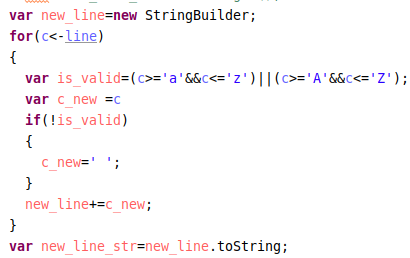 var new_line=new StringBuilder;
for(c<-line)
{
  var is_valid=(c>='a'&&c<='z')||(c>='A'&&c<='Z');
  var c_new =c
  if(!is_valid)
  {
    c_new=' ';
  }
  new_line+=c_new;
}
var new_line_str=new_line.toString;